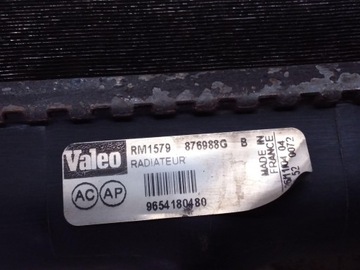 Valeo
RM1579 876988G B
RADIATEUR
AC AP
9654180480
MADE IN
FRANCE